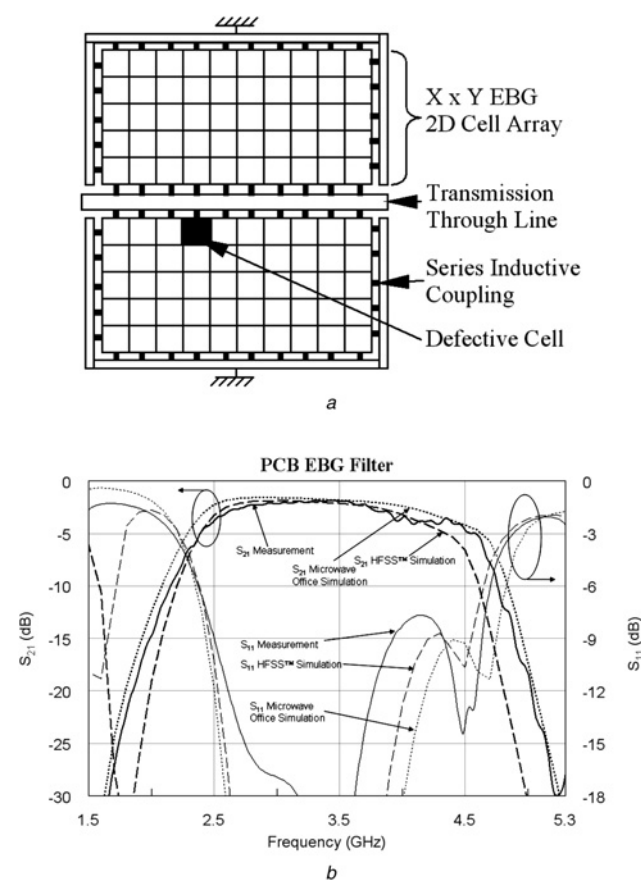 X x Y EBG
2D Cell Array
Transmission
Through Line
Series Inductive
Coupling
Defective Cell
a
PCB EBG Filter
0
-5
-10
-15
-20
-25
-30
S21 (dB)
0
-3
-6
-9
-12
-15
-18
S11 (dB)
S21 Measurement
S21 Microwave
Office Simulation
S21 HFSS™ Simulation
S11 Measurement
S11 HFSS™ Simulation
S11 Microwave
Office Simulation
1.5 2.5 3.5 4.5 5.3
Frequency (GHz)
b